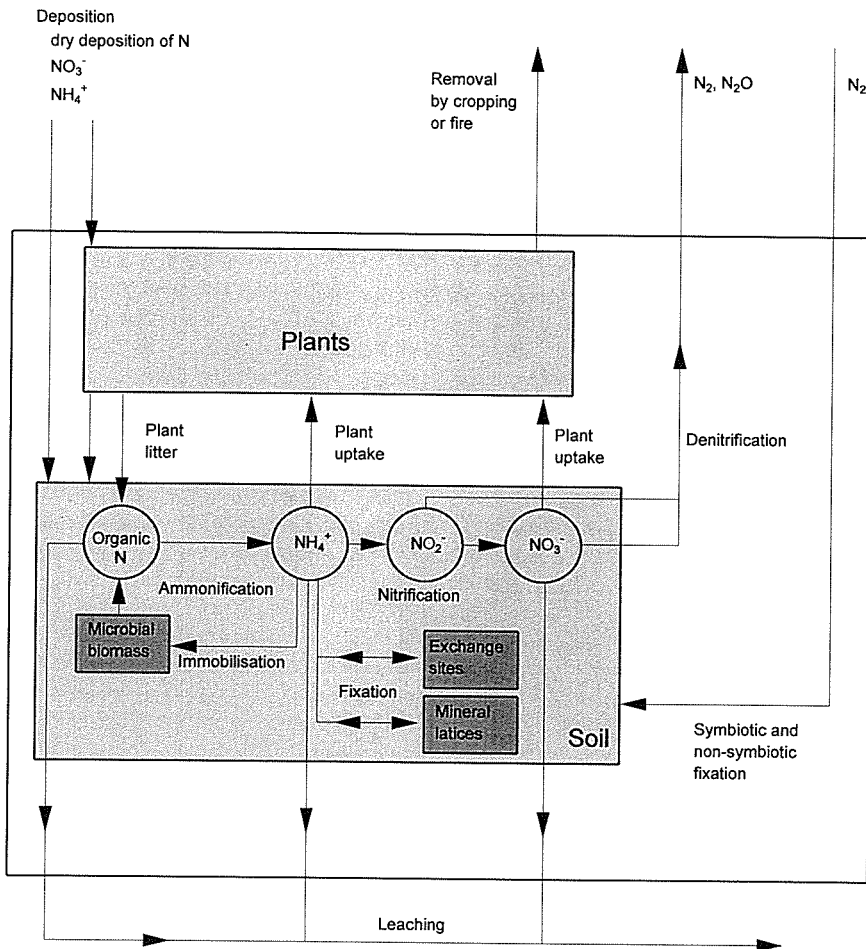 Deposition
dry deposition of N
NO₃⁻
NH₄⁺
Removal
by cropping
or fire
N₂, N₂O
N₂
Plants
Plant
litter
Plant
uptake
Plant
uptake
Denitrification
Organic
N
NH₄⁺
NO₂⁻
NO₃⁻
Ammonification
Nitrification
Microbial
biomass
Immobilisation
Exchange
sites
Fixation
Mineral
latices
Soil
Symbiotic and
non-symbiotic
fixation
Leaching